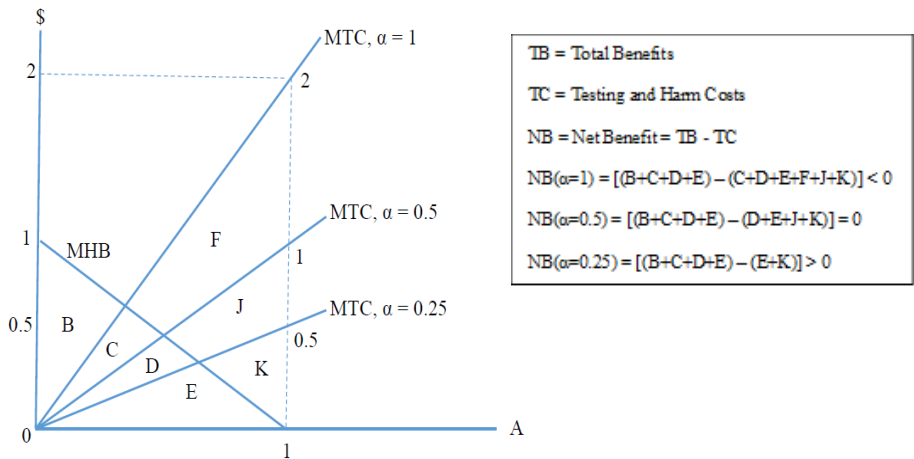 $
MTC, α = 1
2
2
MTC, α = 0.5
F
1
MHB
1
MTC, α = 0.25
J
0.5
B
0.5
C
D
K
E
0
1
A
TB = Total Benefits
TC = Testing and Harm Costs
NB = Net Benefit = TB - TC
NB(α=1) = [(B+C+D+E) – (C+D+E+F+J+K)] < 0
NB(α=0.5) = [(B+C+D+E) – (D+E+J+K)] = 0
NB(α=0.25) = [(B+C+D+E) – (E+K)] > 0